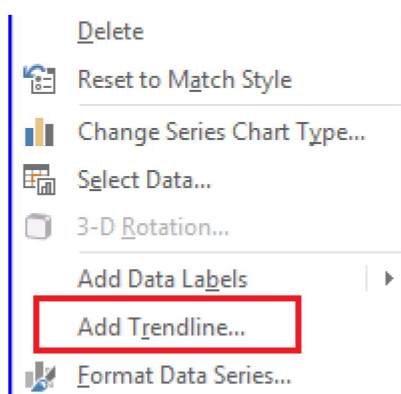 Delete
Reset to Match Style
Change Series Chart Type...
Select Data...
3-D Rotation...
Add Data Labels
Add Trendline...
Format Data Series...